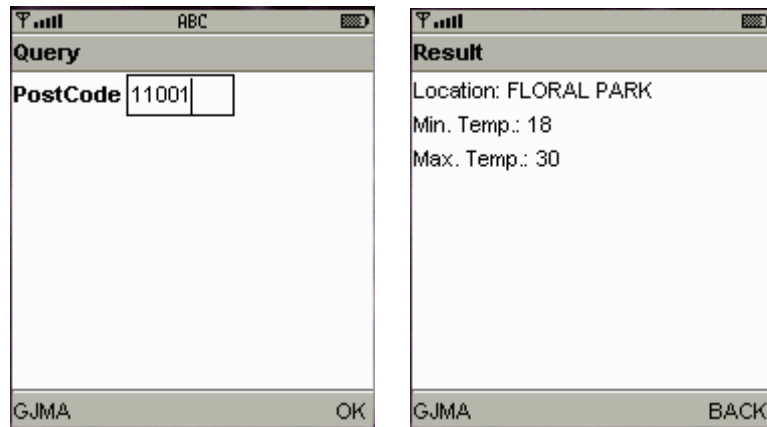 ABC
Query
PostCode 11001
GJMA OK
Result
Location: FLORAL PARK
Min. Temp.: 18
Max. Temp.: 30
GJMA BACK